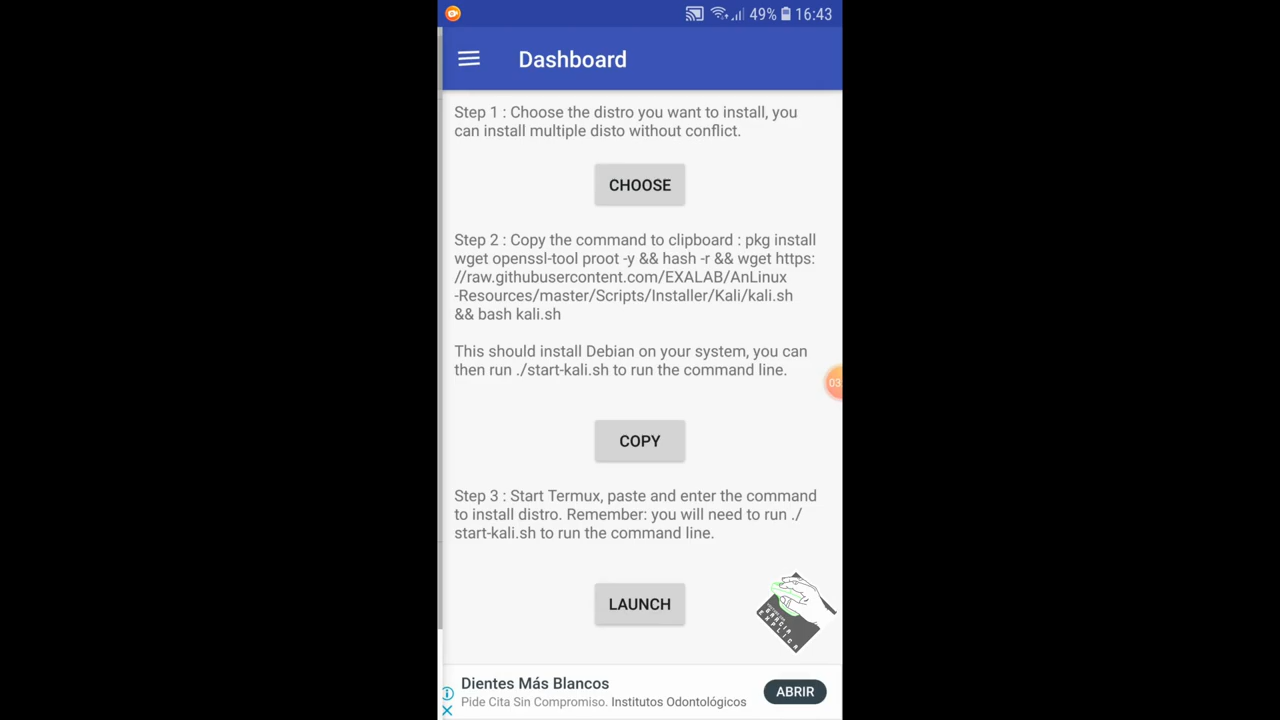 49% 16:43
Dashboard
Step 1 : Choose the distro you want to install, you
can install multiple disto without conflict.
CHOOSE
Step 2 : Copy the command to clipboard : pkg install
wget openssl-tool proot -y && hash -r && wget https:
//raw.githubusercontent.com/EXALAB/AnLinux
-Resources/master/Scripts/Installer/Kali/kali.sh
&& bash kali.sh
This should install Debian on your system, you can
then run ./start-kali.sh to run the command line.
03:
COPY
Step 3 : Start Termux, paste and enter the command
to install distro. Remember: you will need to run ./
start-kali.sh to run the command line.
LAUNCH
GARCIA
EXPLICA
Dientes Más Blancos
Pide Cita Sin Compromiso. Institutos Odontológicos
ABRIR